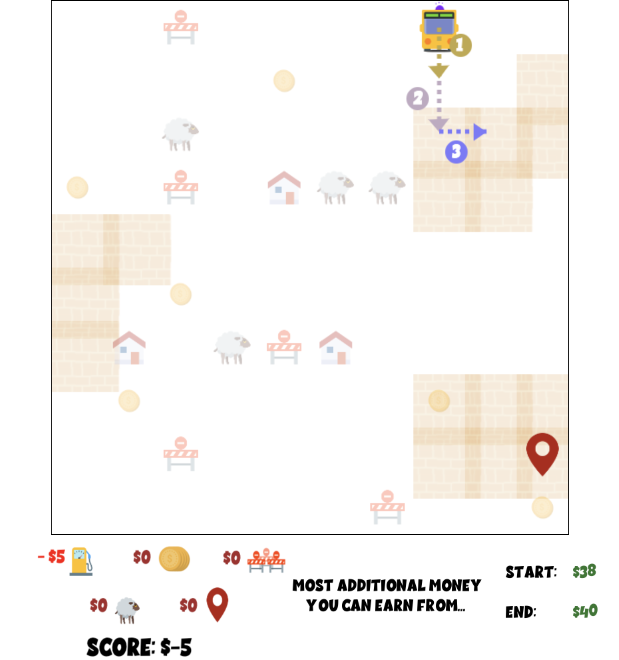 1
2
3
- $5
$0
$0
$0
$0
SCORE: $-5
MOST ADDITIONAL MONEY
YOU CAN EARN FROM...
START: $38
END: $40